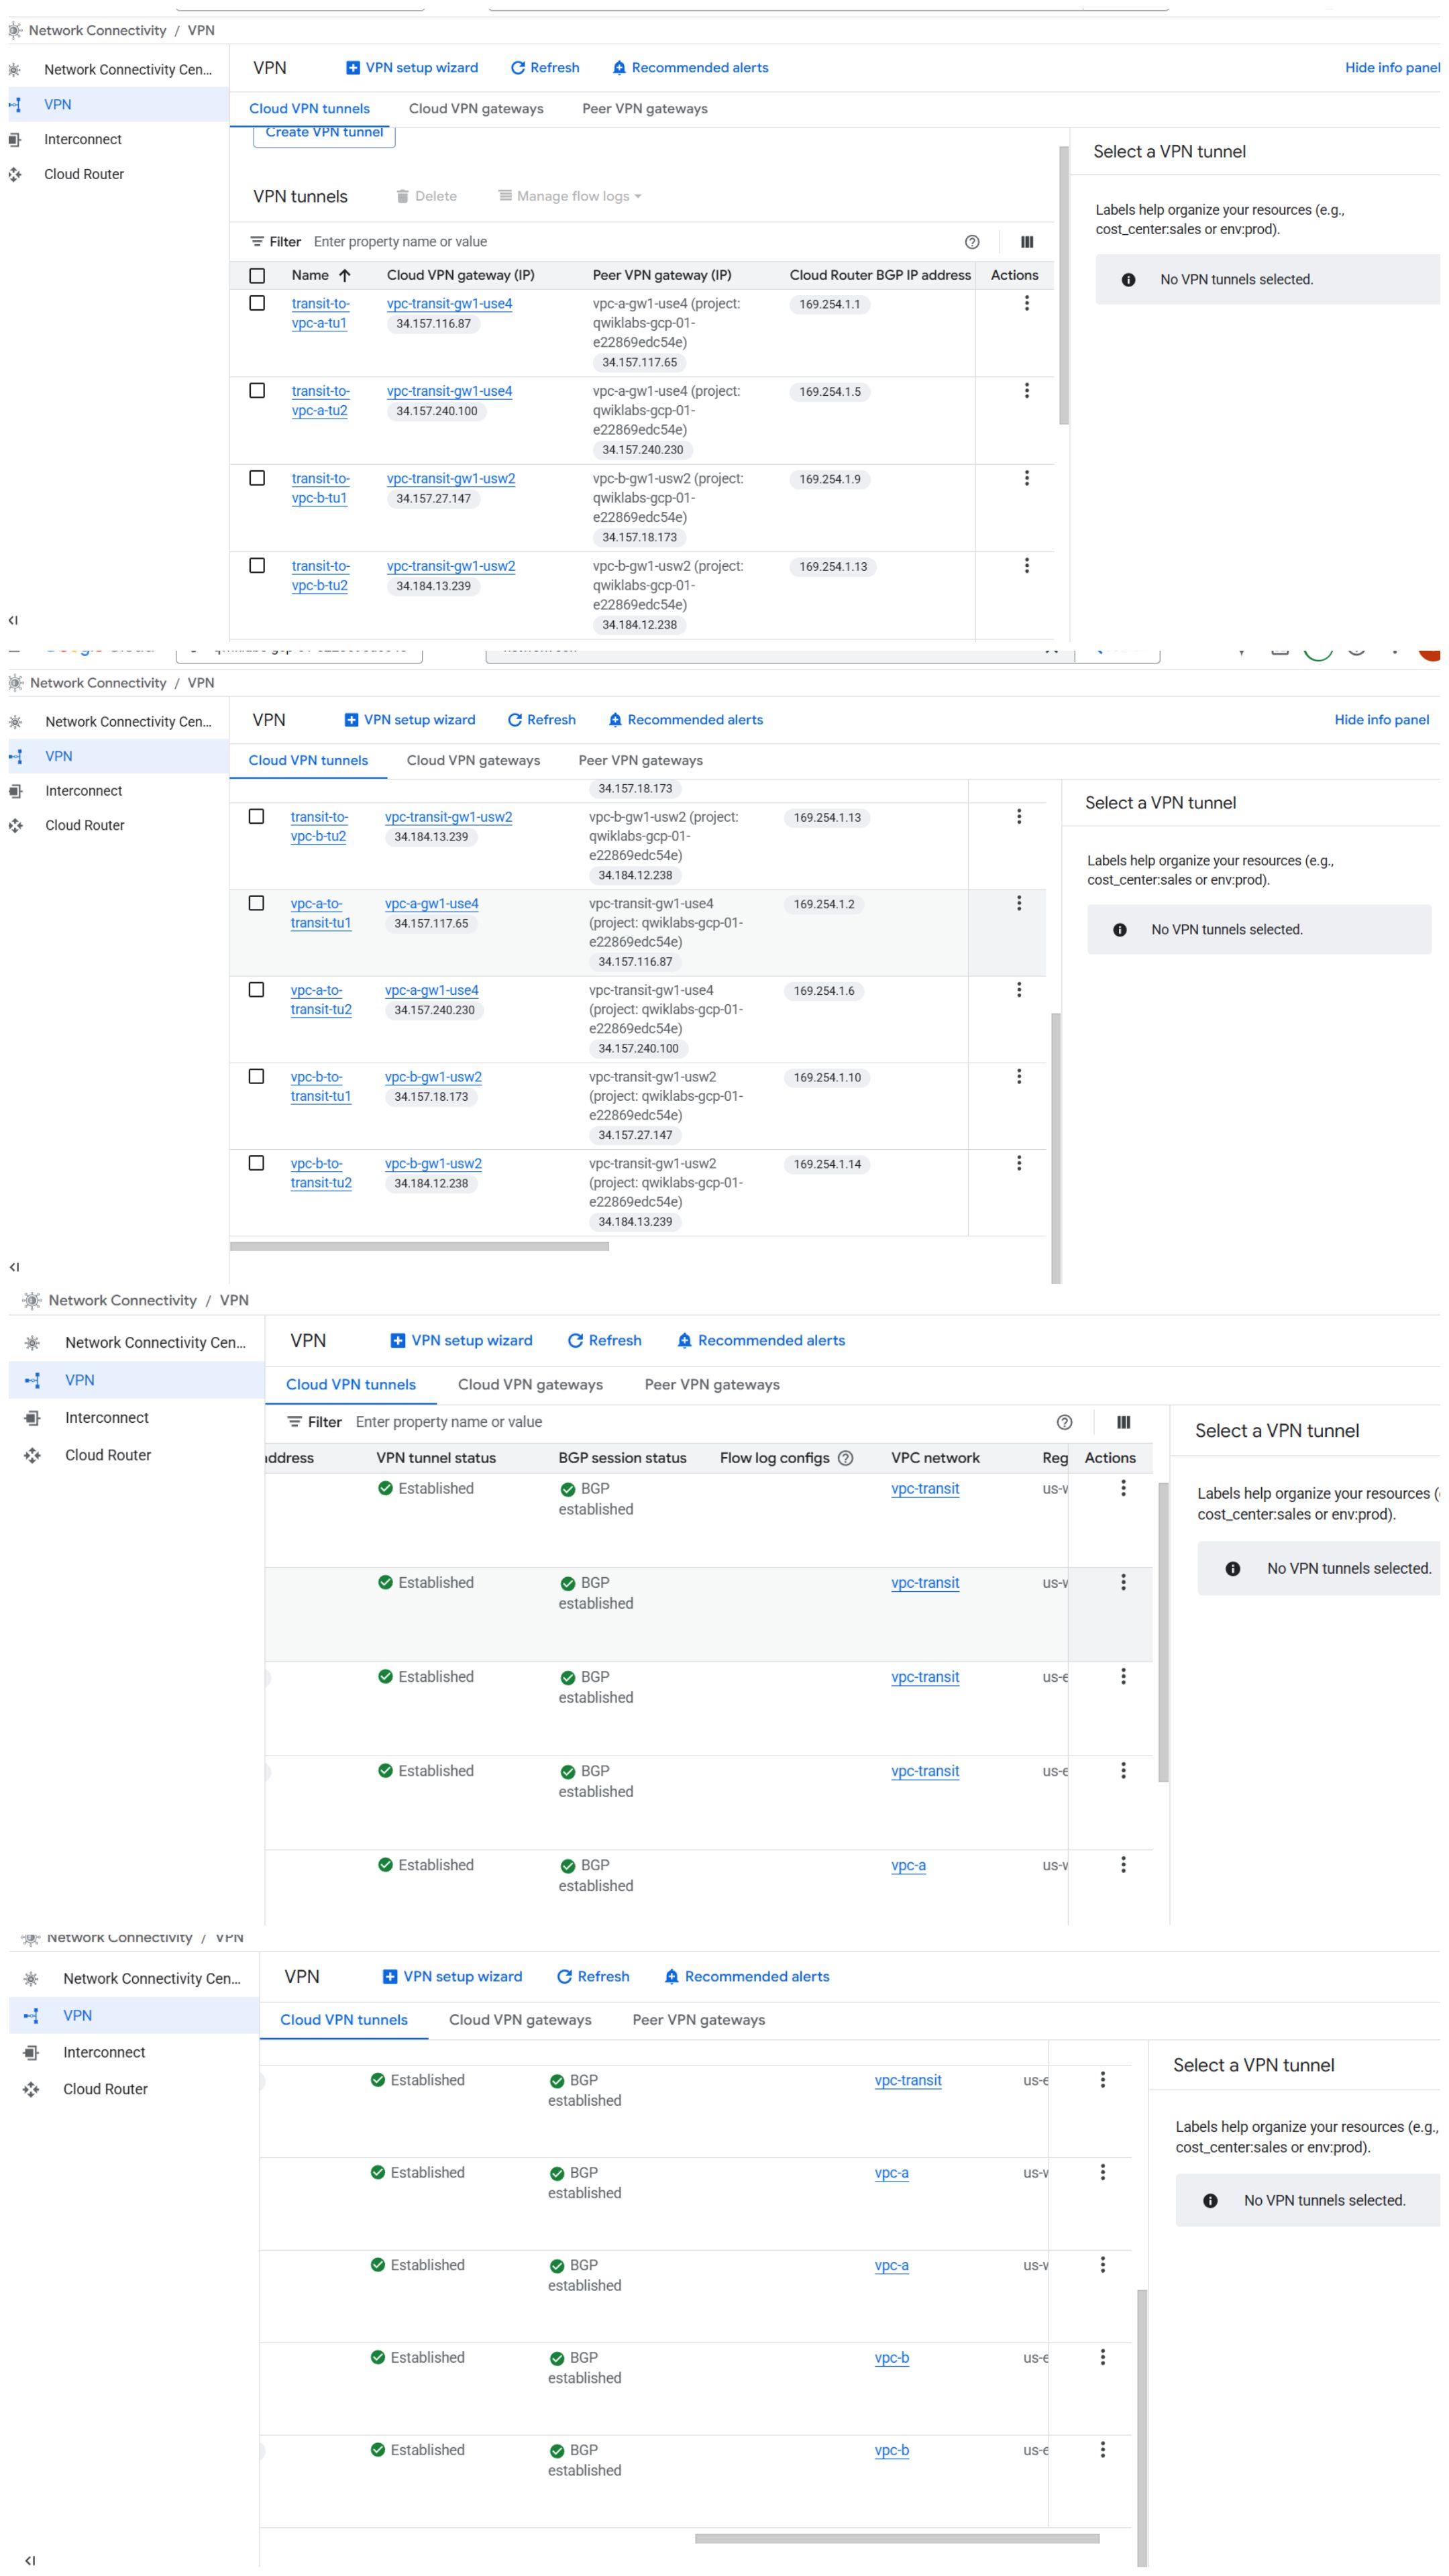 Network Connectivity / VPN
Network Connectivity Cen...
VPN
Interconnect
Cloud Router
VPN
VPN setup wizard
Refresh
Recommended alerts
Hide info panel
Cloud VPN tunnels
Cloud VPN gateways
Peer VPN gateways
Create VPN tunnel
VPN tunnels
Delete
Manage flow logs
Filter Enter property name or value
Name Cloud VPN gateway (IP) Peer VPN gateway (IP) Cloud Router BGP IP address Actions
transit-to- vpc-transit-gw1-use4 vpc-a-gw1-use4 (project: 169.254.1.1
vpc-a-tu1 34.157.116.87 qwiklabs-gcp-01-
e22869edc54e)
34.157.117.65
transit-to- vpc-transit-gw1-use4 vpc-a-gw1-use4 (project: 169.254.1.5
vpc-a-tu2 34.157.240.100 qwiklabs-gcp-01-
e22869edc54e)
34.157.240.230
transit-to- vpc-transit-gw1-usw2 vpc-b-gw1-usw2 (project: 169.254.1.9
vpc-b-tu1 34.157.27.147 qwiklabs-gcp-01-
e22869edc54e)
34.157.18.173
transit-to- vpc-transit-gw1-usw2 vpc-b-gw1-usw2 (project: 169.254.1.13
vpc-b-tu2 34.184.13.239 qwiklabs-gcp-01-
e22869edc54e)
34.184.12.238
Select a VPN tunnel
Labels help organize your resources (e.g.,
cost_center:sales or env:prod).
No VPN tunnels selected.
Network Connectivity / VPN
Network Connectivity Cen...
VPN
Interconnect
Cloud Router
VPN
VPN setup wizard
Refresh
Recommended alerts
Hide info panel
Cloud VPN tunnels
Cloud VPN gateways
Peer VPN gateways
34.157.18.173
transit-to- vpc-transit-gw1-usw2 vpc-b-gw1-usw2 (project: 169.254.1.13
vpc-b-tu2 34.184.13.239 qwiklabs-gcp-01-
e22869edc54e)
34.184.12.238
vpc-a-to- vpc-a-gw1-use4 vpc-transit-gw1-use4 169.254.1.2
transit-tu1 34.157.117.65 (project: qwiklabs-gcp-01-
e22869edc54e)
34.157.116.87
vpc-a-to- vpc-a-gw1-use4 vpc-transit-gw1-use4 169.254.1.6
transit-tu2 34.157.240.230 (project: qwiklabs-gcp-01-
e22869edc54e)
34.157.240.100
vpc-b-to- vpc-b-gw1-usw2 vpc-transit-gw1-usw2 169.254.1.10
transit-tu1 34.157.18.173 (project: qwiklabs-gcp-01-
e22869edc54e)
34.157.27.147
vpc-b-to- vpc-b-gw1-usw2 vpc-transit-gw1-usw2 169.254.1.14
transit-tu2 34.184.12.238 (project: qwiklabs-gcp-01-
e22869edc54e)
34.184.13.239
Select a VPN tunnel
Labels help organize your resources (e.g.,
cost_center:sales or env:prod).
No VPN tunnels selected.
Network Connectivity / VPN
Network Connectivity Cen...
VPN
Interconnect
Cloud Router
VPN
VPN setup wizard
Refresh
Recommended alerts
Cloud VPN tunnels
Cloud VPN gateways
Peer VPN gateways
Filter Enter property name or value
ddress VPN tunnel status BGP session status Flow log configs VPC network Reg Actions
Established BGP vpc-transit us-w
established
Established BGP vpc-transit us-w
established
Established BGP vpc-transit us-e
established
Established BGP vpc-transit us-e
established
Established BGP vpc-a us-w
established
Select a VPN tunnel
Labels help organize your resources (
cost_center:sales or env:prod).
No VPN tunnels selected.
Network Connectivity / VPN
Network Connectivity Cen...
VPN
Interconnect
Cloud Router
VPN
VPN setup wizard
Refresh
Recommended alerts
Cloud VPN tunnels
Cloud VPN gateways
Peer VPN gateways
Established BGP vpc-transit us-e
established
Established BGP vpc-a us-w
established
Established BGP vpc-a us-w
established
Established BGP vpc-b us-e
established
Established BGP vpc-b us-e
established
Select a VPN tunnel
Labels help organize your resources (e.g.,
cost_center:sales or env:prod).
No VPN tunnels selected.